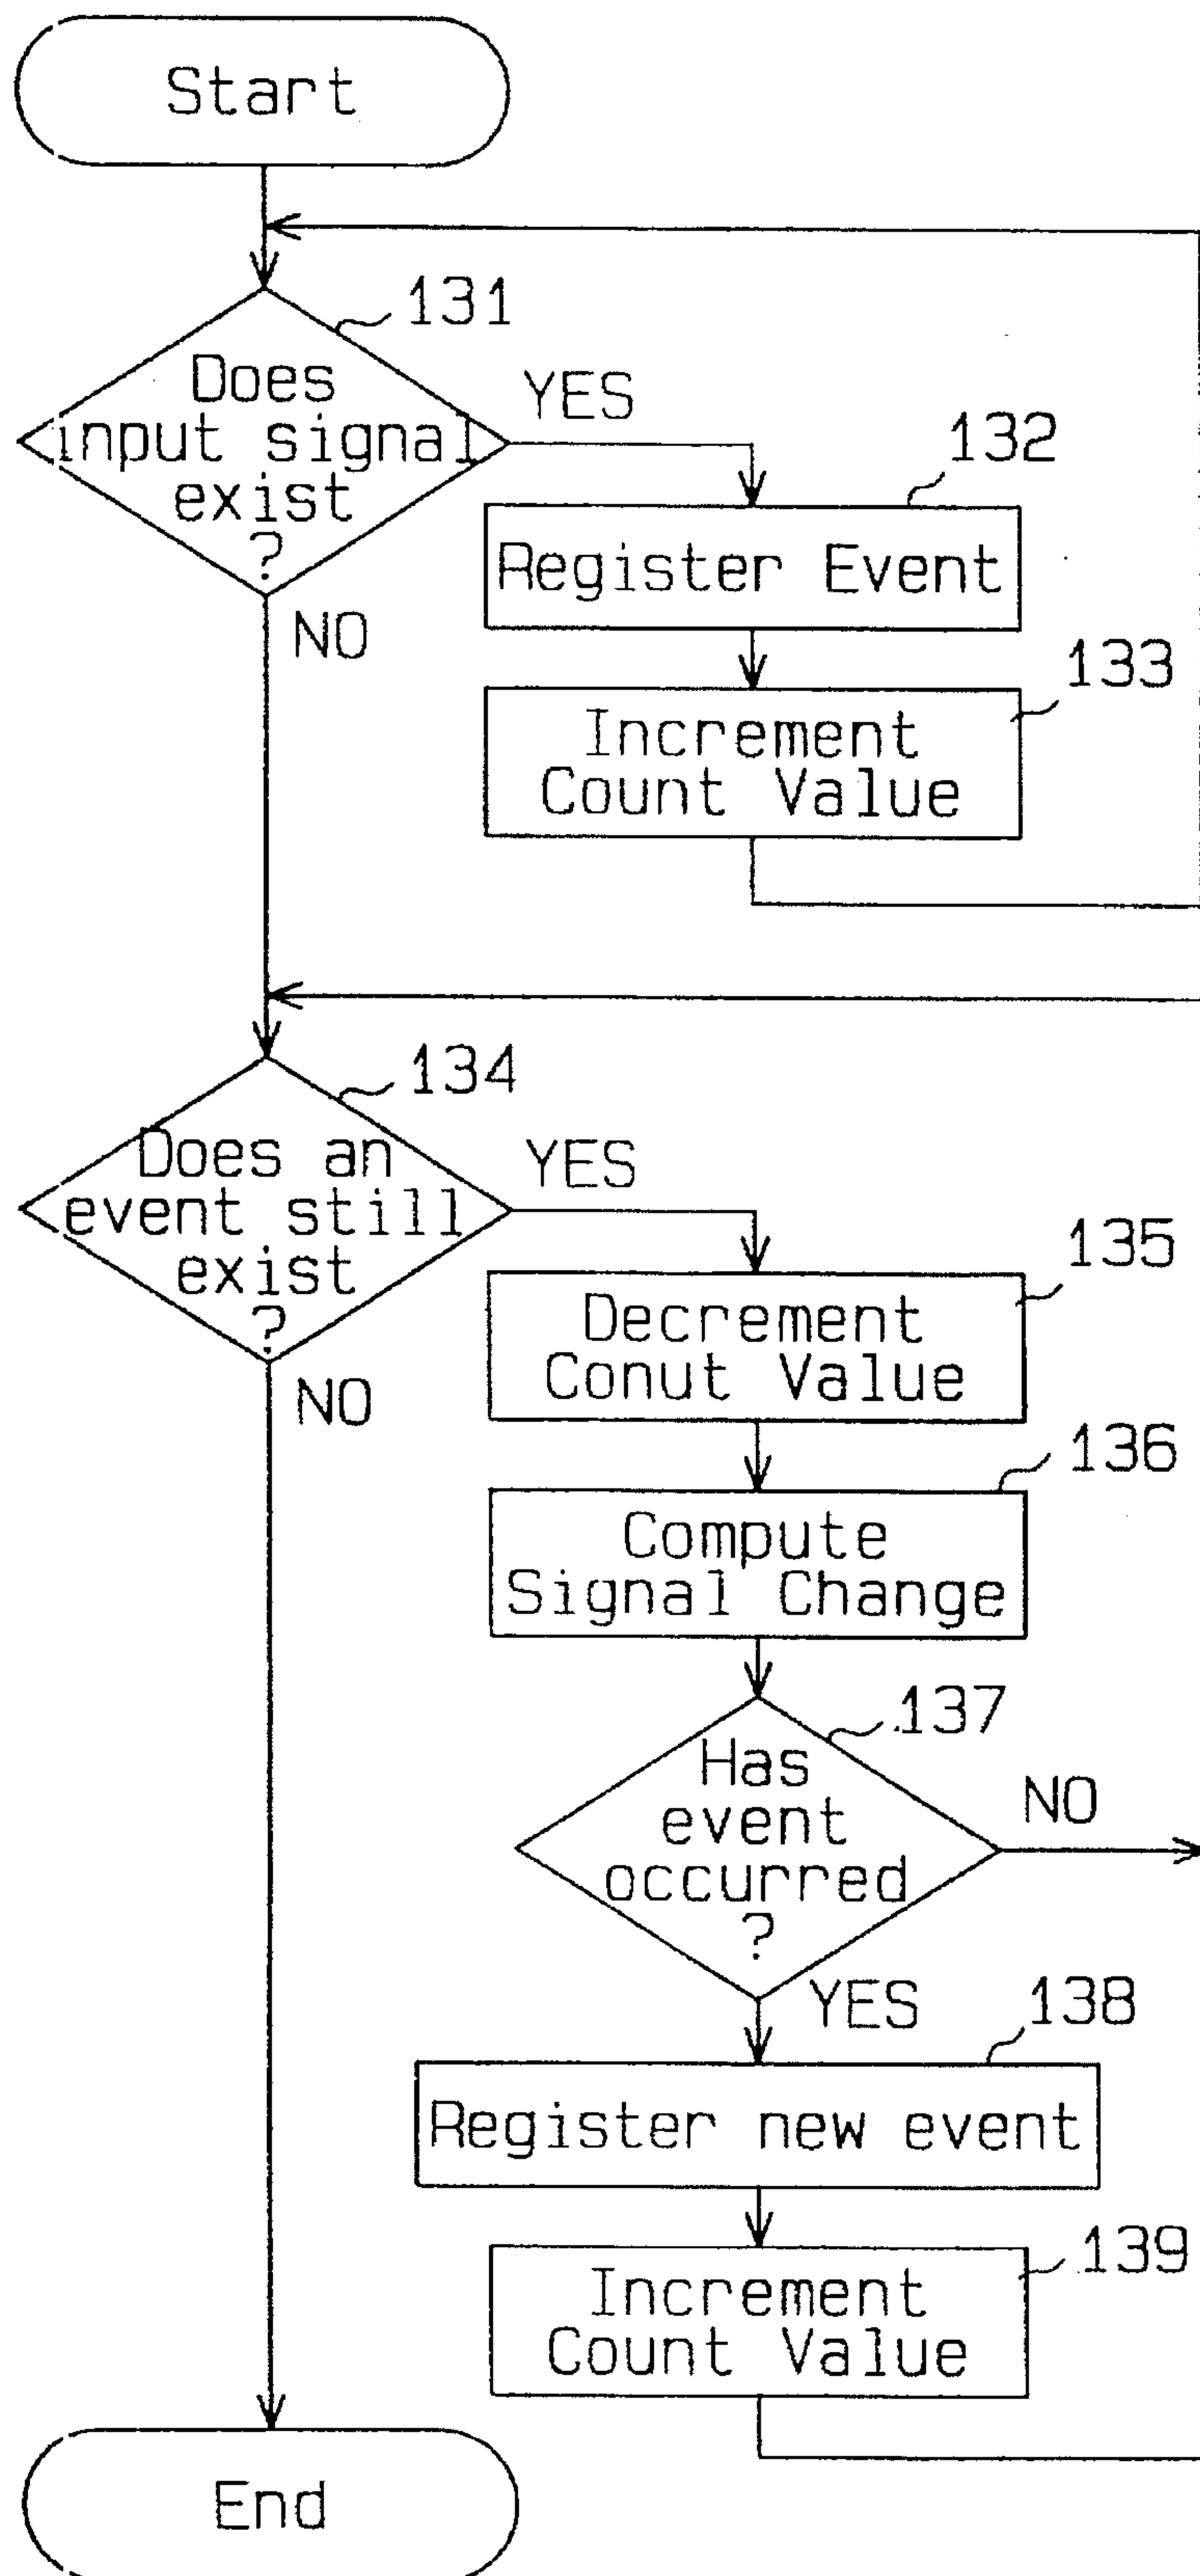 Start
131
Does
input signal
exist
?
YES
NO
132
Register Event
133
Increment
Count Value
134
Does an
event still
exist
?
YES
NO
135
Decrement
Conut Value
136
Compute
Signal Change
137
Has
event
occurred
?
NO
YES
138
Register new event
139
Increment
Count Value
End